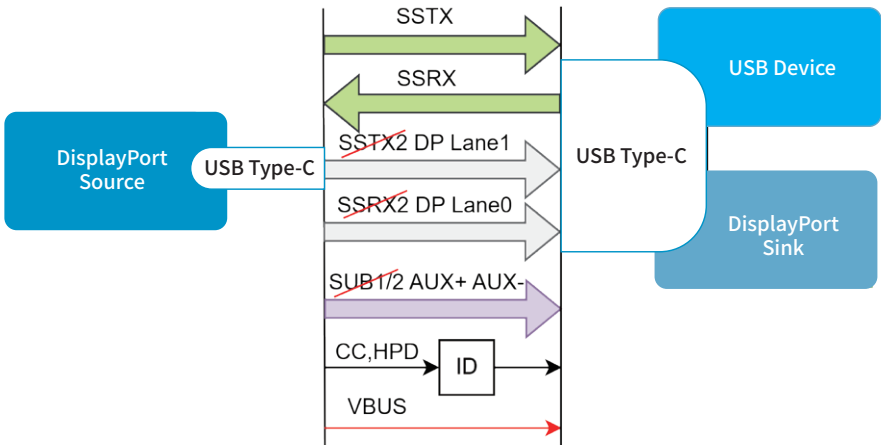 SSTX
USB Device
SSRX
SSTX2 DP Lane1
DisplayPort
Source
USB Type-C
USB Type-C
SSRX2 DP Lane0
DisplayPort
Sink
SUB1/2 AUX+ AUX-
CC,HPD
ID
VBUS